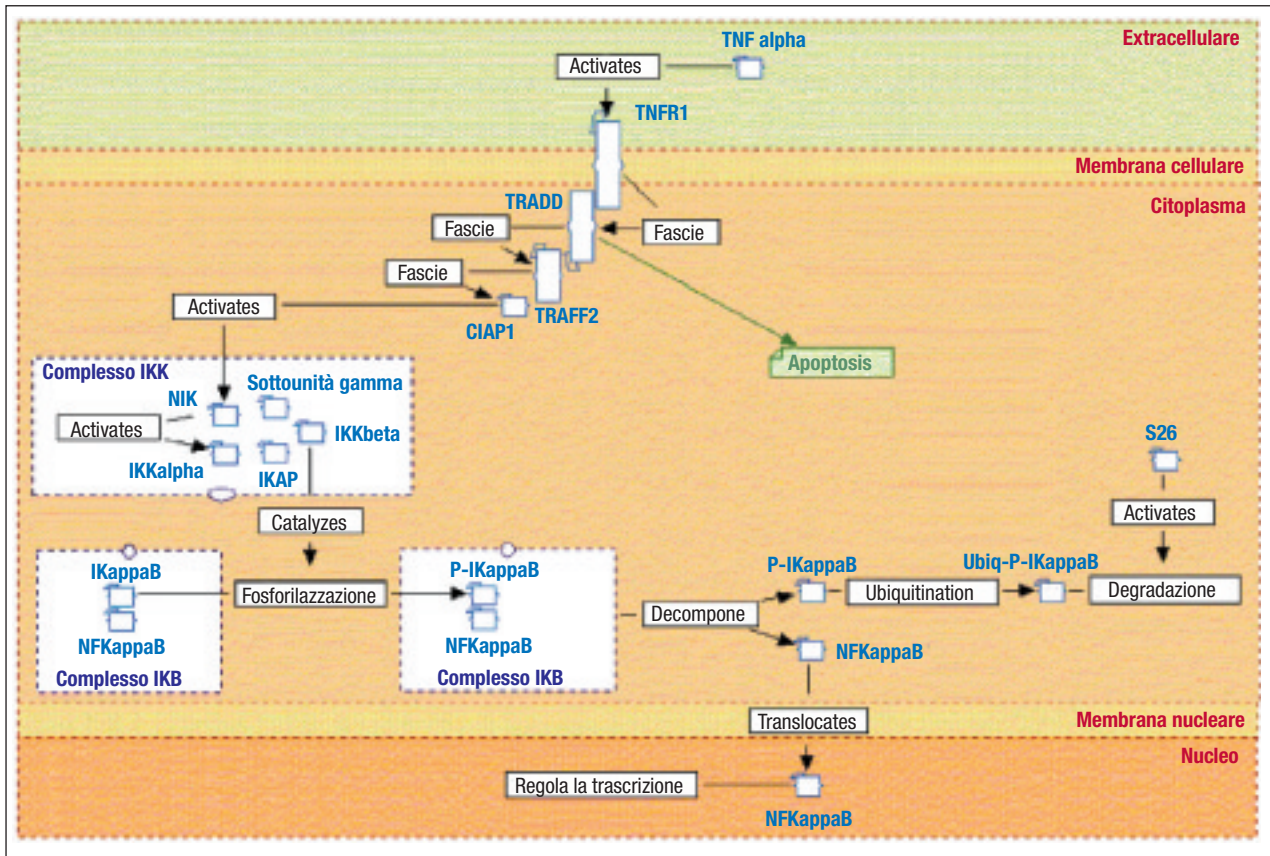 Extracellulare
TNF alpha
Activates
TNFR1
Membrana cellulare
Citoplasma
TRADD
Fascie
Fascie
Fascie
Activates
CIAP1
TRAFF2
Apoptosis
Complesso IKK
Sottounità gamma
NIK
Activates
IKKbeta
IKKalpha
IKAP
S26
Catalyzes
Activates
IKappaB
P-IKappaB
P-IKappaB
Ubiq-P-IKappaB
Fosforilazzazione
Ubiquitination
Degradazione
Decompone
NFKappaB
NFKappaB
NFKappaB
Complesso IKB
Complesso IKB
Translocates
Membrana nucleare
Nucleo
Regola la trascrizione
NFKappaB